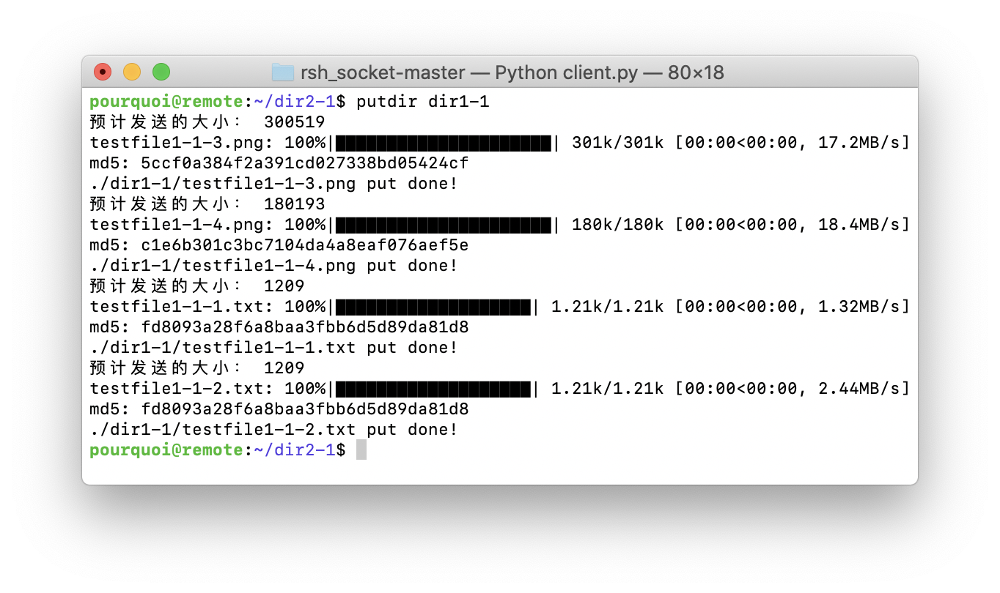 rsh_socket-master — Python client.py — 80×18
pourquoi@remote:~/dir2-1$ putdir dir1-1
预计发送的大小： 300519
testfile1-1-3.png: 100%|█████████████████████| 301k/301k [00:00<00:00, 17.2MB/s]
md5: 5ccf0a384f2a391cd027338bd05424cf
./dir1-1/testfile1-1-3.png put done!
预计发送的大小： 180193
testfile1-1-4.png: 100%|█████████████████████| 180k/180k [00:00<00:00, 18.4MB/s]
md5: c1e6b301c3bc7104da4a8eaf076aef5e
./dir1-1/testfile1-1-4.png put done!
预计发送的大小： 1209
testfile1-1-1.txt: 100%|███████████████████| 1.21k/1.21k [00:00<00:00, 1.32MB/s]
md5: fd8093a28f6a8baa3fbb6d5d89da81d8
./dir1-1/testfile1-1-1.txt put done!
预计发送的大小： 1209
testfile1-1-2.txt: 100%|███████████████████| 1.21k/1.21k [00:00<00:00, 2.44MB/s]
md5: fd8093a28f6a8baa3fbb6d5d89da81d8
./dir1-1/testfile1-1-2.txt put done!
pourquoi@remote:~/dir2-1$